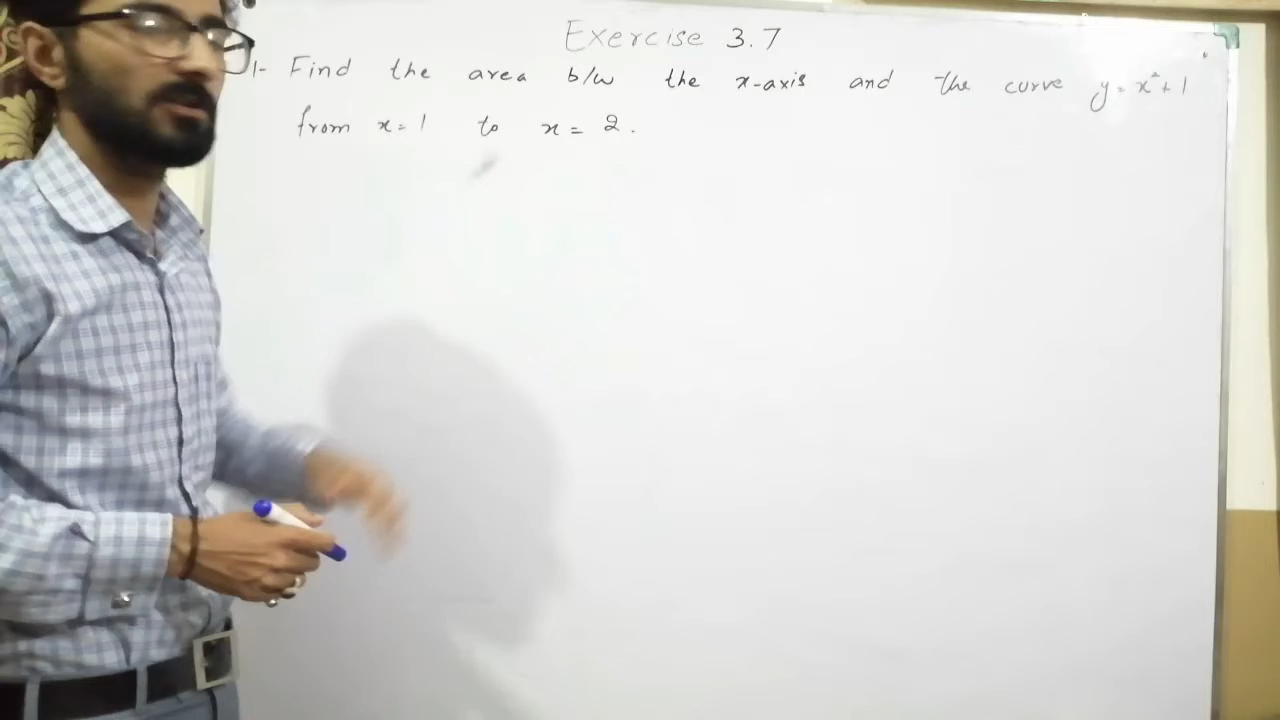 Exercise 3.7
1- Find the area b/w the x-axis and the curve y = x² + 1
from x = 1 to x = 2.